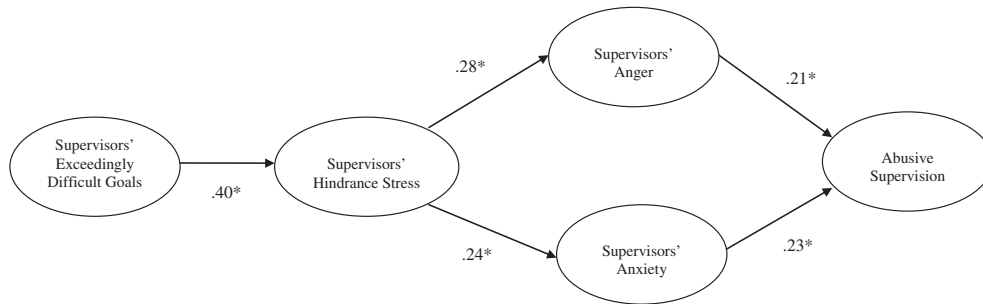 Supervisors'
Anger
.28*
.21*
Supervisors'
Exceedingly
Difficult Goals
.40*
Supervisors'
Hindrance Stress
Abusive
Supervision
.24*
Supervisors'
Anxiety
.23*